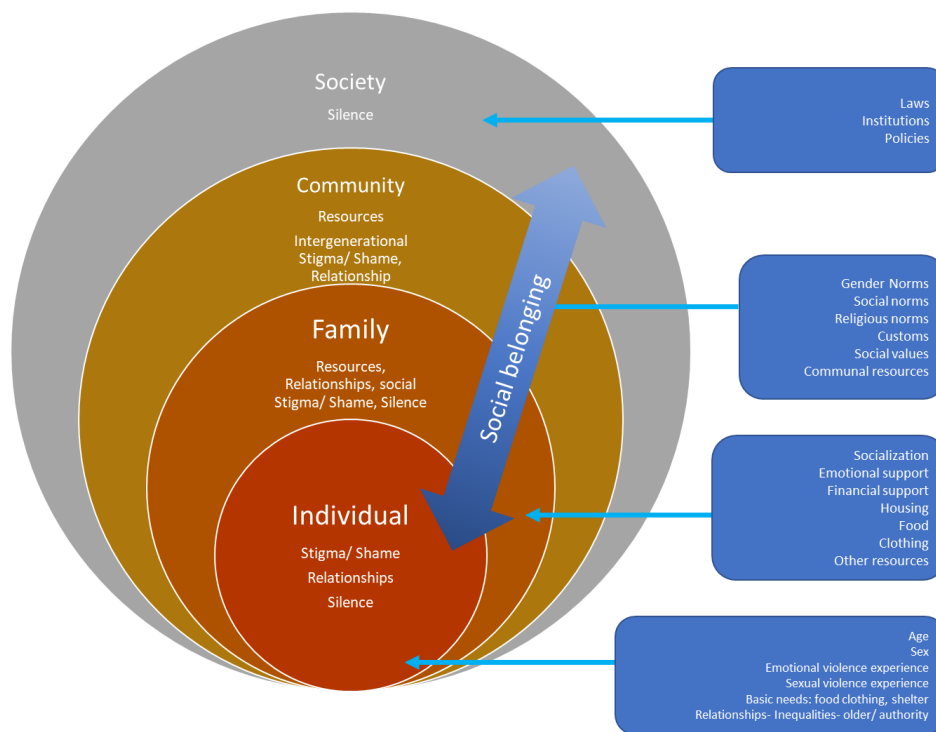 Society
Silence
Community
Resources
Intergenerational
Stigma/ Shame,
Relationship
Family
Resources,
Relationships, social
Stigma/ Shame, Silence
Individual
Stigma/ Shame
Relationships
Silence
Social belonging
Laws
Institutions
Policies
Gender Norms
Social norms
Religious norms
Customs
Social values
Communal resources
Socialization
Emotional support
Financial support
Housing
Food
Clothing
Other resources
Age
Sex
Emotional violence experience
Sexual violence experience
Basic needs: food clothing, shelter
Relationships- Inequalities- older/ authority